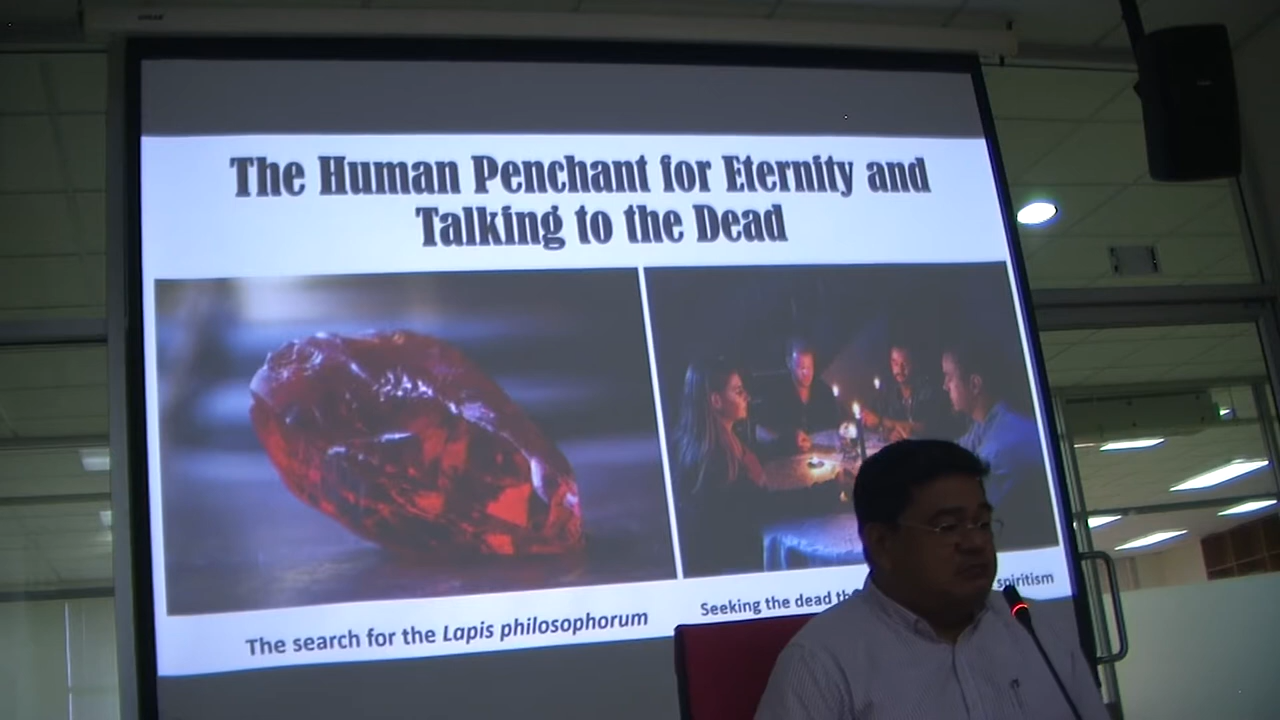 The Human Penchant for Eternity and
Talking to the Dead
The search for the Lapis philosophorum
Seeking the dead spiritism